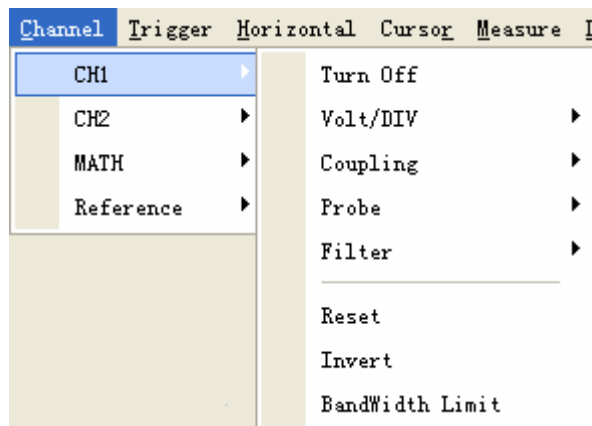 Channel Trigger Horizontal Cursor Measure
CH1
CH2
MATH
Reference
Turn Off
Volt/DIV
Coupling
Probe
Filter
Reset
Invert
BandWidth Limit